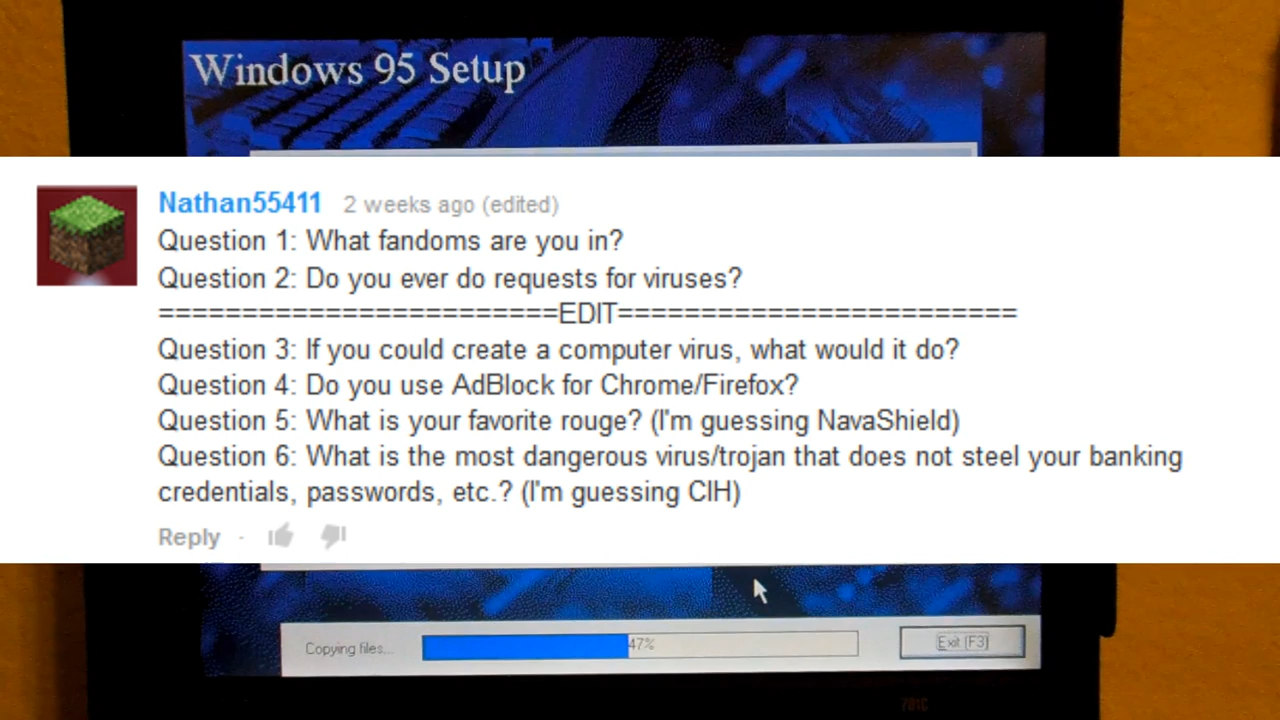 Windows 95 Setup
Nathan55411 2 weeks ago (edited)
Question 1: What fandoms are you in?
Question 2: Do you ever do requests for viruses?
========================EDIT========================
Question 3: If you could create a computer virus, what would it do?
Question 4: Do you use AdBlock for Chrome/Firefox?
Question 5: What is your favorite rouge? (I'm guessing NavaShield)
Question 6: What is the most dangerous virus/trojan that does not steel your banking
credentials, passwords, etc.? (I'm guessing CIH)
Reply ·
Copying files... 47% Exit (F3)